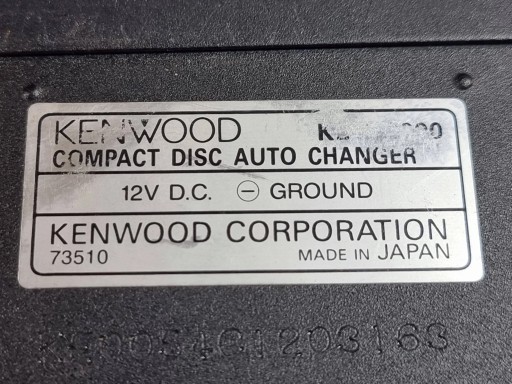 KENWOOD
COMPACT DISC AUTO CHANGER
12V D.C. ⊖ GROUND
KENWOOD CORPORATION
73510 MADE IN JAPAN